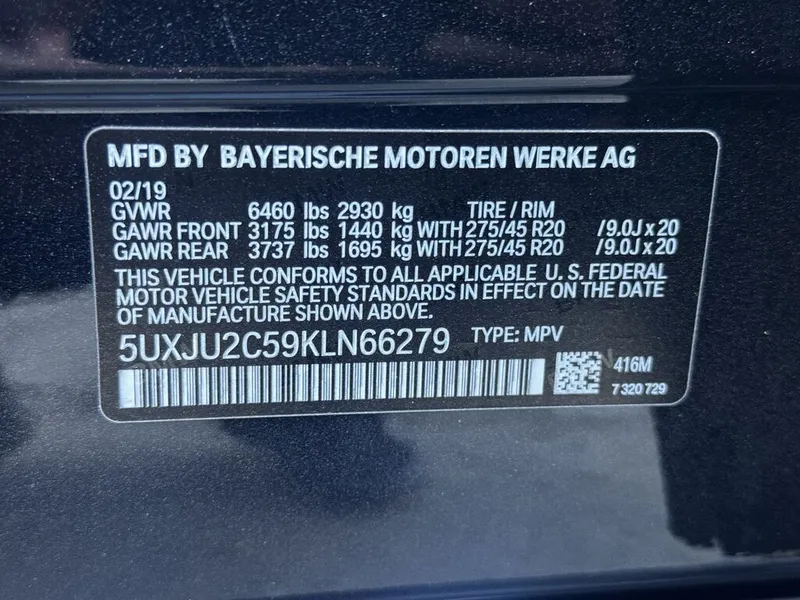 MFD BY BAYERISCHE MOTOREN WERKE AG
02/19
GVWR 6460 lbs 2930 kg TIRE / RIM
GAWR FRONT 3175 lbs 1440 kg WITH 275/45 R20 /9.0J x 20
GAWR REAR 3737 lbs 1695 kg WITH 275/45 R20 /9.0J x 20
THIS VEHICLE CONFORMS TO ALL APPLICABLE U. S. FEDERAL
MOTOR VEHICLE SAFETY STANDARDS IN EFFECT ON THE DATE
OF MANUFACTURE SHOWN ABOVE.
5UXJU2C59KLN66279 TYPE: MPV
416M
7 320 729